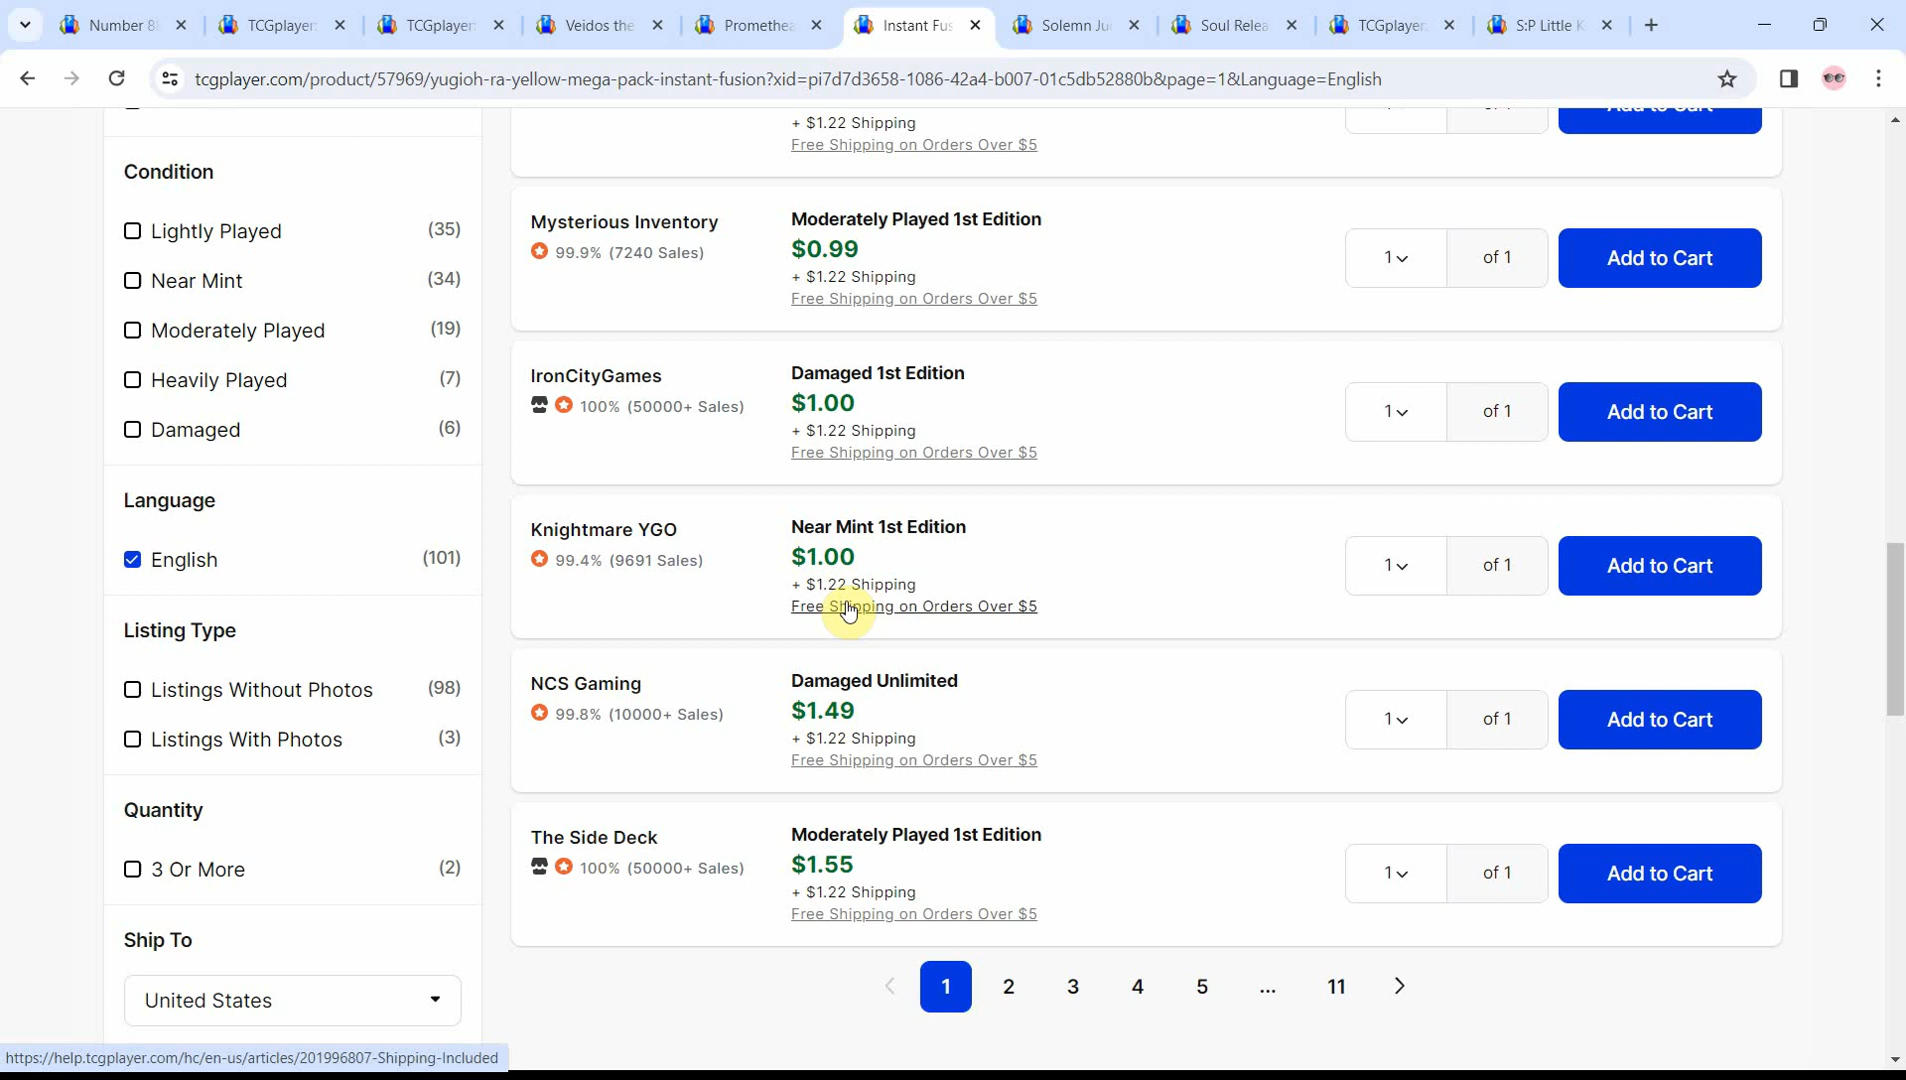 Number 8
TCGplayer
TCGplayer
Veidos the
Promethea
Instant Fus
Solemn Ju
Soul Relea
TCGplayer
S:P Little K
tcgplayer.com/product/57969/yugioh-ra-yellow-mega-pack-instant-fusion?xid=pi7d7d3658-1086-42a4-b007-01c5db52880b&page=1&Language=English
Condition
Lightly Played (35)
Near Mint (34)
Moderately Played (19)
Heavily Played (7)
Damaged (6)
Language
English (101)
Listing Type
Listings Without Photos (98)
Listings With Photos (3)
Quantity
3 Or More (2)
Ship To
United States
+ $1.22 Shipping
Free Shipping on Orders Over $5
Add to Cart
Mysterious Inventory
99.9% (7240 Sales)
Moderately Played 1st Edition
$0.99
+ $1.22 Shipping
Free Shipping on Orders Over $5
1 of 1
Add to Cart
IronCityGames
100% (50000+ Sales)
Damaged 1st Edition
$1.00
+ $1.22 Shipping
Free Shipping on Orders Over $5
1 of 1
Add to Cart
Knightmare YGO
99.4% (9691 Sales)
Near Mint 1st Edition
$1.00
+ $1.22 Shipping
Free Shipping on Orders Over $5
1 of 1
Add to Cart
NCS Gaming
99.8% (10000+ Sales)
Damaged Unlimited
$1.49
+ $1.22 Shipping
Free Shipping on Orders Over $5
1 of 1
Add to Cart
The Side Deck
100% (50000+ Sales)
Moderately Played 1st Edition
$1.55
+ $1.22 Shipping
Free Shipping on Orders Over $5
1 of 1
Add to Cart
1 2 3 4 5 ... 11
https://help.tcgplayer.com/hc/en-us/articles/201996807-Shipping-Included